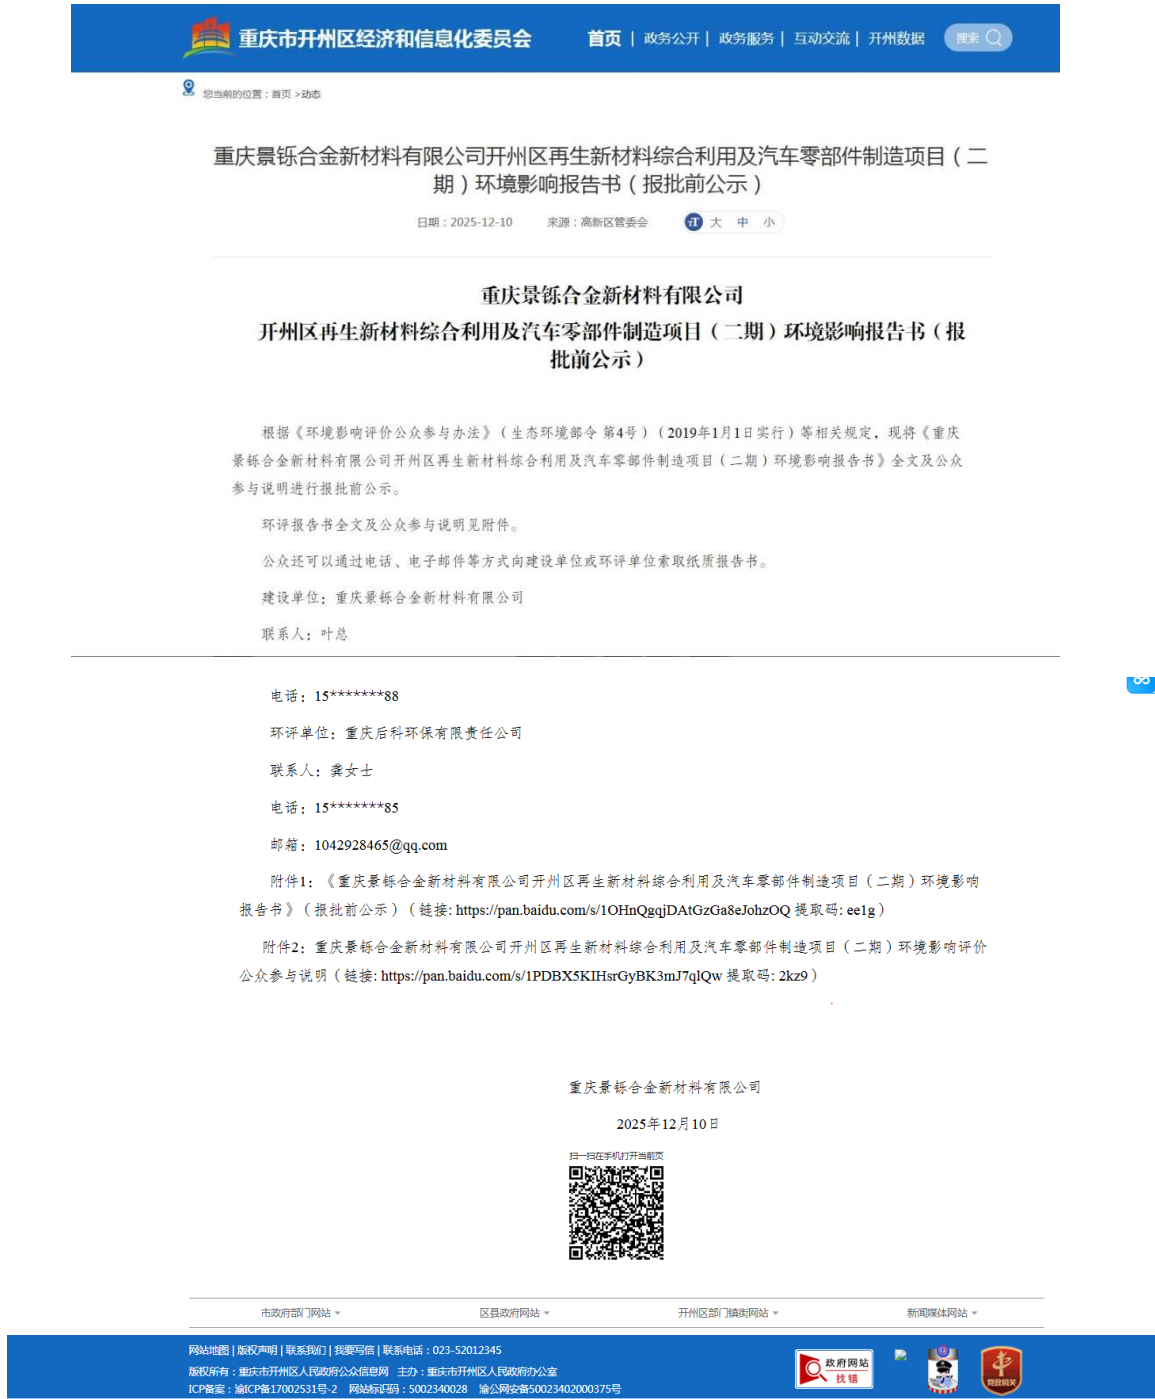 重庆市开州区经济和信息化委员会
首页 | 政务公开 | 政务服务 | 互动交流 | 开州数据 搜索
您当前的位置：首页 >动态
重庆景铄合金新材料有限公司开州区再生新材料综合利用及汽车零部件制造项目（二
期）环境影响报告书（报批前公示）
日期：2025-12-10 来源：高新区管委会 大 中 小
重庆景铄合金新材料有限公司
开州区再生新材料综合利用及汽车零部件制造项目（二期）环境影响报告书（报
批前公示）
根据《环境影响评价公众参与办法》（生态环境部令 第4号）（2019年1月1日实行）等相关规定，现将《重庆
景铄合金新材料有限公司开州区再生新材料综合利用及汽车零部件制造项目（二期）环境影响报告书》全文及公众
参与说明进行报批前公示。
环评报告书全文及公众参与说明见附件。
公众还可以通过电话、电子邮件等方式向建设单位或环评单位索取纸质报告书。
建设单位：重庆景铄合金新材料有限公司
联系人：叶总
电话：15*******88
环评单位：重庆后科环保有限责任公司
联系人：龚女士
电话：15*******85
邮箱：1042928465@qq.com
附件1：《重庆景铄合金新材料有限公司开州区再生新材料综合利用及汽车零部件制造项目（二期）环境影响
报告书》（报批前公示）（链接: https://pan.baidu.com/s/1OHnQgqjDAtGzGa8eJohzOQ 提取码: ee1g）
附件2：重庆景铄合金新材料有限公司开州区再生新材料综合利用及汽车零部件制造项目（二期）环境影响评价
公众参与说明（链接: https://pan.baidu.com/s/1PDBX5KIHsrGyBK3mJ7qlQw 提取码: 2kz9）
重庆景铄合金新材料有限公司
2025年12月10日
扫一扫在手机打开当前页
市政府部门网站 区县政府网站 开州区部门镇街网站 新闻媒体网站
网站地图 | 版权声明 | 联系我们 | 我要写信 | 联系电话：023-52012345
版权所有：重庆市开州区人民政府公众信息网 主办：重庆市开州区人民政府办公室
ICP备案：渝ICP备17002531号-2 网站标识码：5002340028 渝公网安备50023402000375号
政府网站
找错
党政机关